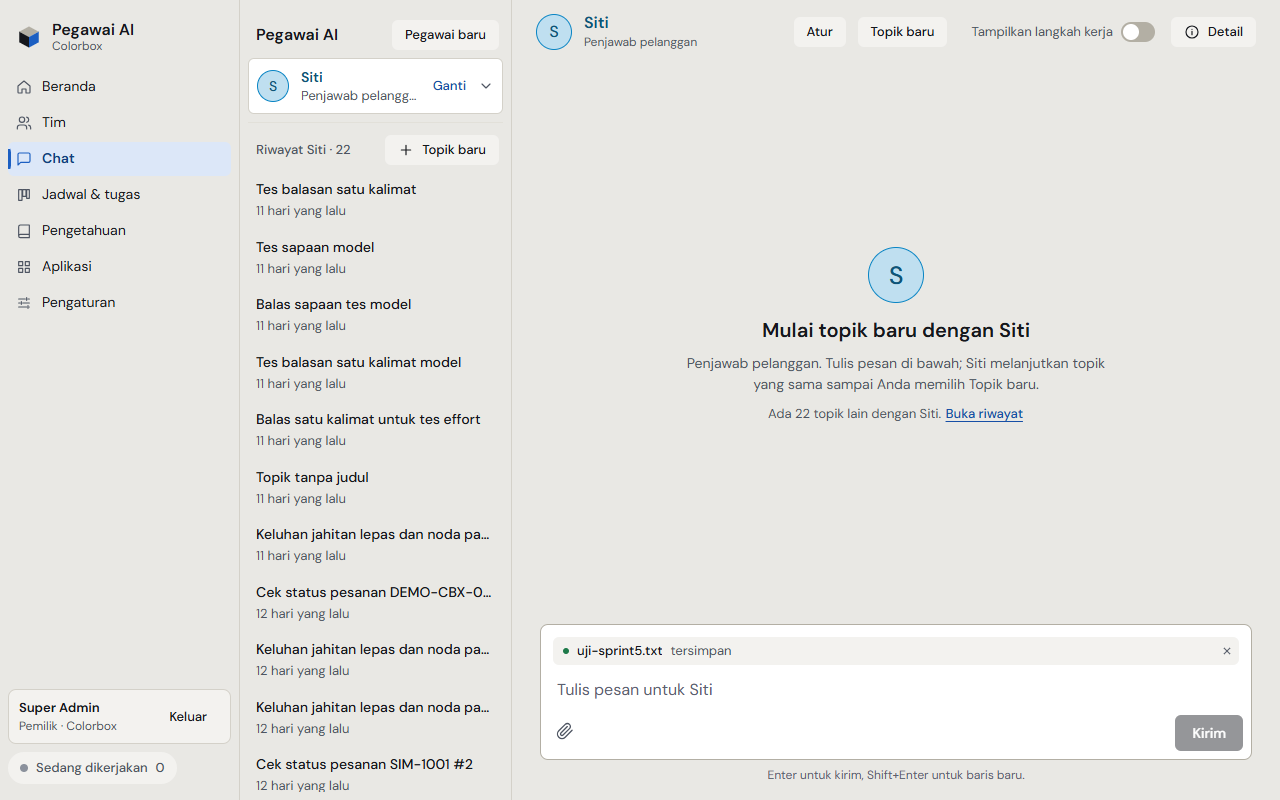 Pegawai AI
Colorbox
Beranda
Tim
Chat
Jadwal & tugas
Pengetahuan
Aplikasi
Pengaturan
Super Admin
Pemilik · Colorbox
Keluar
Sedang dikerjakan 0
Pegawai AI
Pegawai baru
S
Siti
Penjawab pelangg...
Ganti
Riwayat Siti · 22
Topik baru
Tes balasan satu kalimat
11 hari yang lalu
Tes sapaan model
11 hari yang lalu
Balas sapaan tes model
11 hari yang lalu
Tes balasan satu kalimat model
11 hari yang lalu
Balas satu kalimat untuk tes effort
11 hari yang lalu
Topik tanpa judul
11 hari yang lalu
Keluhan jahitan lepas dan noda pa...
11 hari yang lalu
Cek status pesanan DEMO-CBX-0...
12 hari yang lalu
Keluhan jahitan lepas dan noda pa...
12 hari yang lalu
Keluhan jahitan lepas dan noda pa...
12 hari yang lalu
Cek status pesanan SIM-1001 #2
12 hari yang lalu
S
Siti
Penjawab pelanggan
Atur
Topik baru
Tampilkan langkah kerja
Detail
S
Mulai topik baru dengan Siti
Penjawab pelanggan. Tulis pesan di bawah; Siti melanjutkan topik
yang sama sampai Anda memilih Topik baru.
Ada 22 topik lain dengan Siti. Buka riwayat
uji-sprint5.txt tersimpan
Tulis pesan untuk Siti
Kirim
Enter untuk kirim, Shift+Enter untuk baris baru.